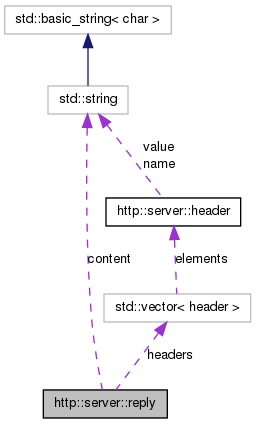 std::basic_string< char >
std::string
value
name
http::server::header
content
elements
std::vector< header >
headers
http::server::reply